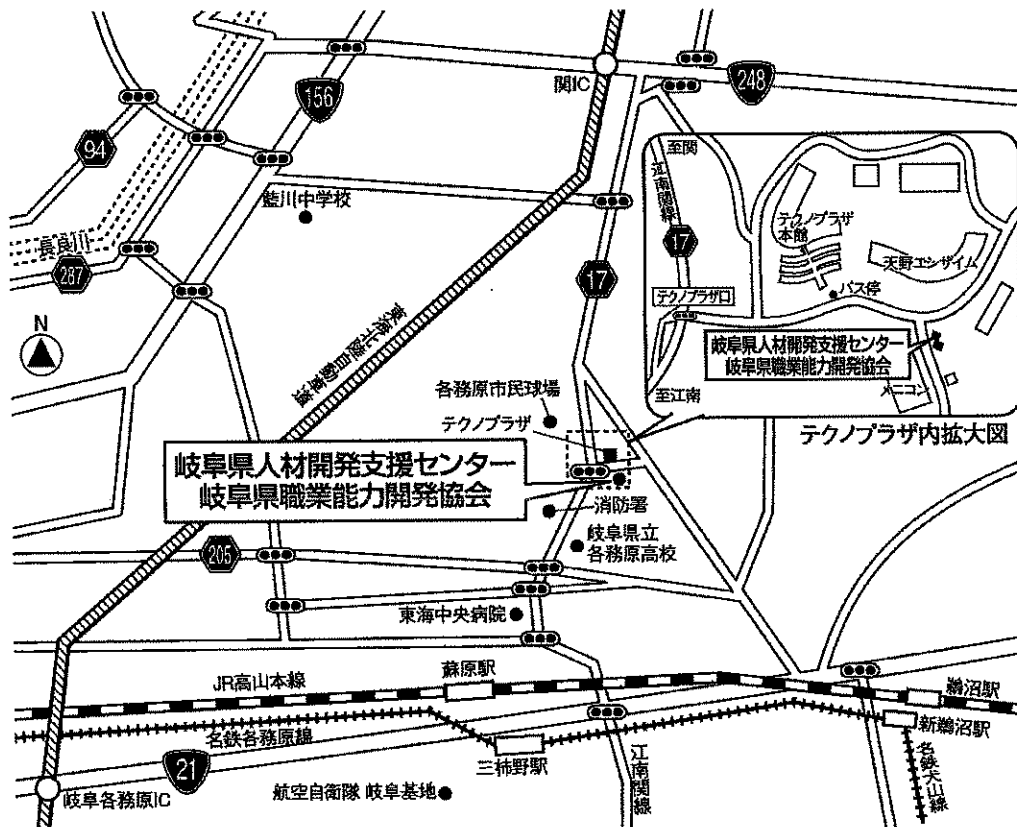 関IC
248
156
94
藍川中学校
長良川
287
N
17
東海北陸自動車道
至関
江南関線
17
テクノプラザ
本館
天野エンザイム
バス停
テクノプラザ口
岐阜県人材開発支援センター
岐阜県職業能力開発協会
至江南
メニコン
テクノプラザ内拡大図
各務原市民球場
テクノプラザ
岐阜県人材開発支援センター
岐阜県職業能力開発協会
消防署
岐阜県立
各務原高校
205
東海中央病院
JR高山本線
蘇原駅
鵜沼駅
名鉄各務原線
新鵜沼駅
三柿野駅
江南関線
名鉄犬山線
21
岐阜各務原IC
航空自衛隊 岐阜基地